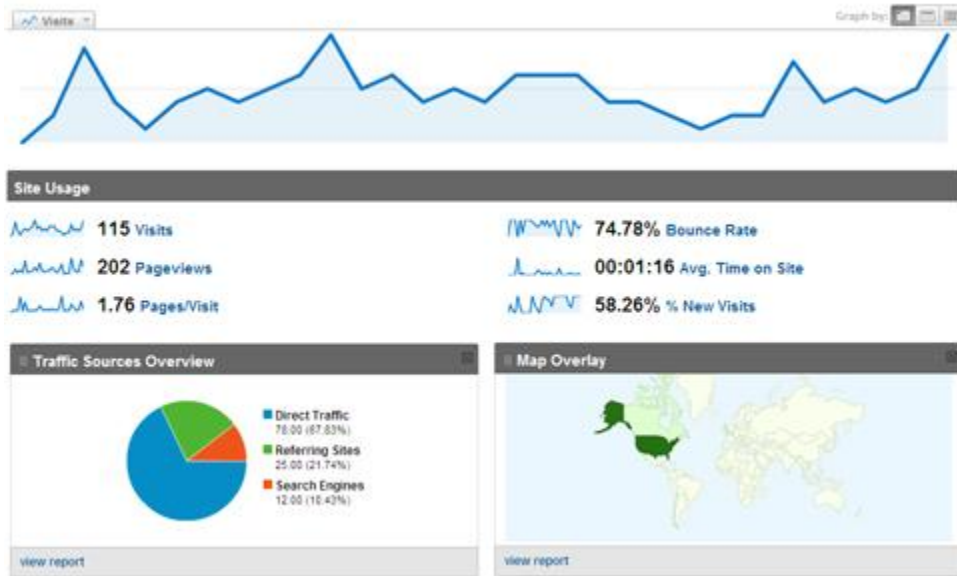 Visits
Graph by:
Site Usage
115 Visits
202 Pageviews
1.76 Pages/Visit
74.78% Bounce Rate
00:01:16 Avg. Time on Site
58.26% % New Visits
Traffic Sources Overview
Direct Traffic
78.00 (67.83%)
Referring Sites
25.00 (21.74%)
Search Engines
12.00 (10.43%)
view report
Map Overlay
view report